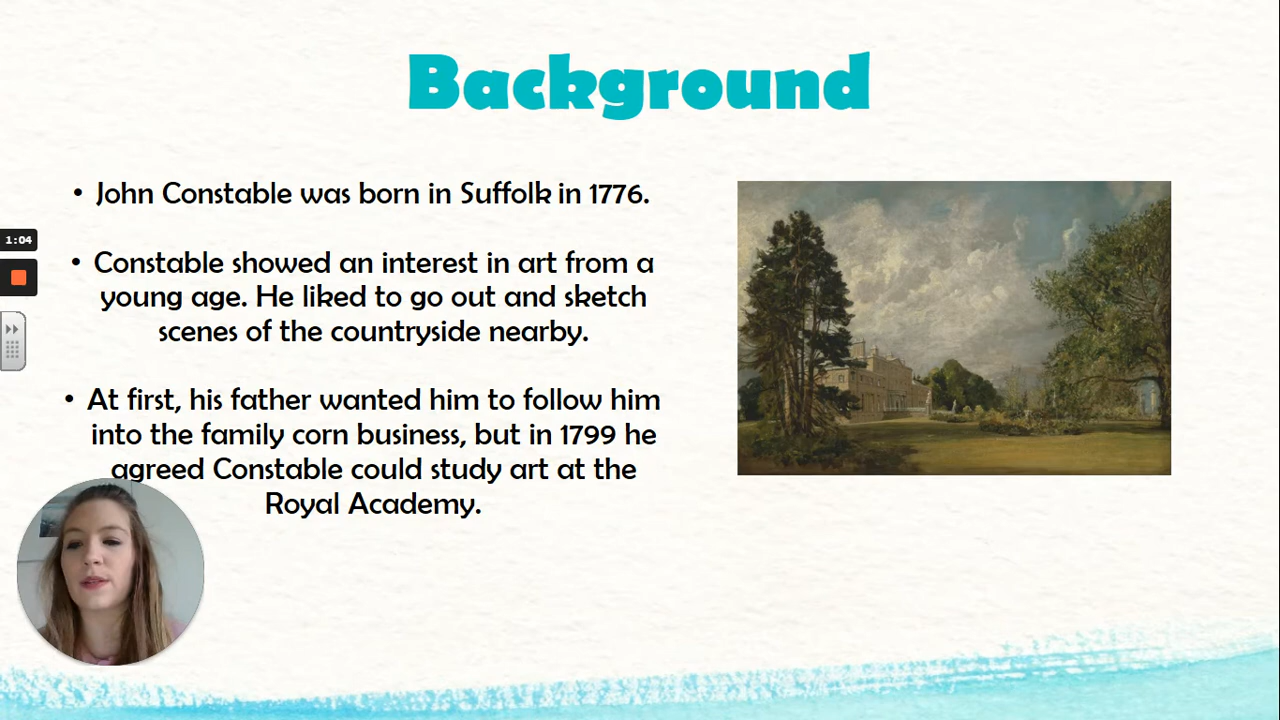 Background
• John Constable was born in Suffolk in 1776.
• Constable showed an interest in art from a
young age. He liked to go out and sketch
scenes of the countryside nearby.
• At first, his father wanted him to follow him
into the family corn business, but in 1799 he
agreed Constable could study art at the
Royal Academy.
1:04